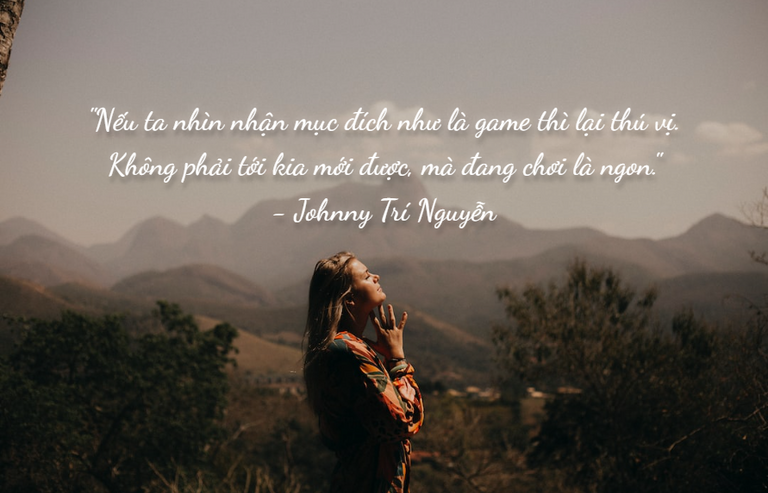 "Nếu ta nhìn nhận mục đích như là game thì lại thú vị.
Không phải tới kia mới được, mà đang chơi là ngon."
- Johnny Trí Nguyễn